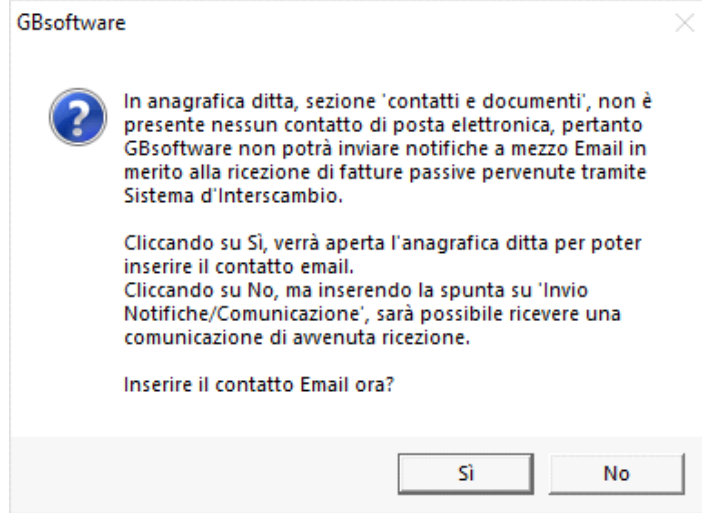 GBsoftware
In anagrafica ditta, sezione 'contatti e documenti', non è
presente nessun contatto di posta elettronica, pertanto
GBsoftware non potrà inviare notifiche a mezzo Email in
merito alla ricezione di fatture passive pervenute tramite
Sistema d'Interscambio.
Cliccando su Sì, verrà aperta l'anagrafica ditta per poter
inserire il contatto email.
Cliccando su No, ma inserendo la spunta su 'Invio
Notifiche/Comunicazione', sarà possibile ricevere una
comunicazione di avvenuta ricezione.
Inserire il contatto Email ora?
Sì
No